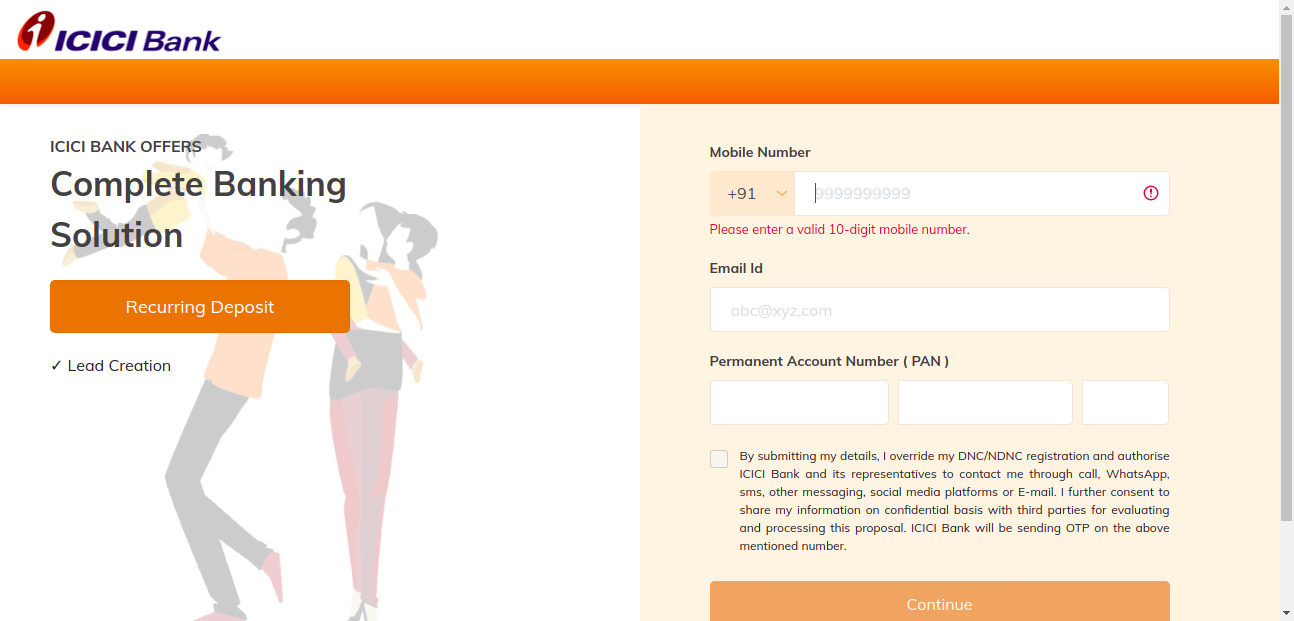 ICICI Bank
ICICI BANK OFFERS
Complete Banking
Solution
Recurring Deposit
✓ Lead Creation
Mobile Number
+91
9999999999
Please enter a valid 10-digit mobile number.
Email Id
abc@xyz.com
Permanent Account Number ( PAN )
By submitting my details, I override my DNC/NDNC registration and authorise
ICICI Bank and its representatives to contact me through call, WhatsApp,
sms, other messaging, social media platforms or E-mail. I further consent to
share my information on confidential basis with third parties for evaluating
and processing this proposal. ICICI Bank will be sending OTP on the above
mentioned number.
Continue